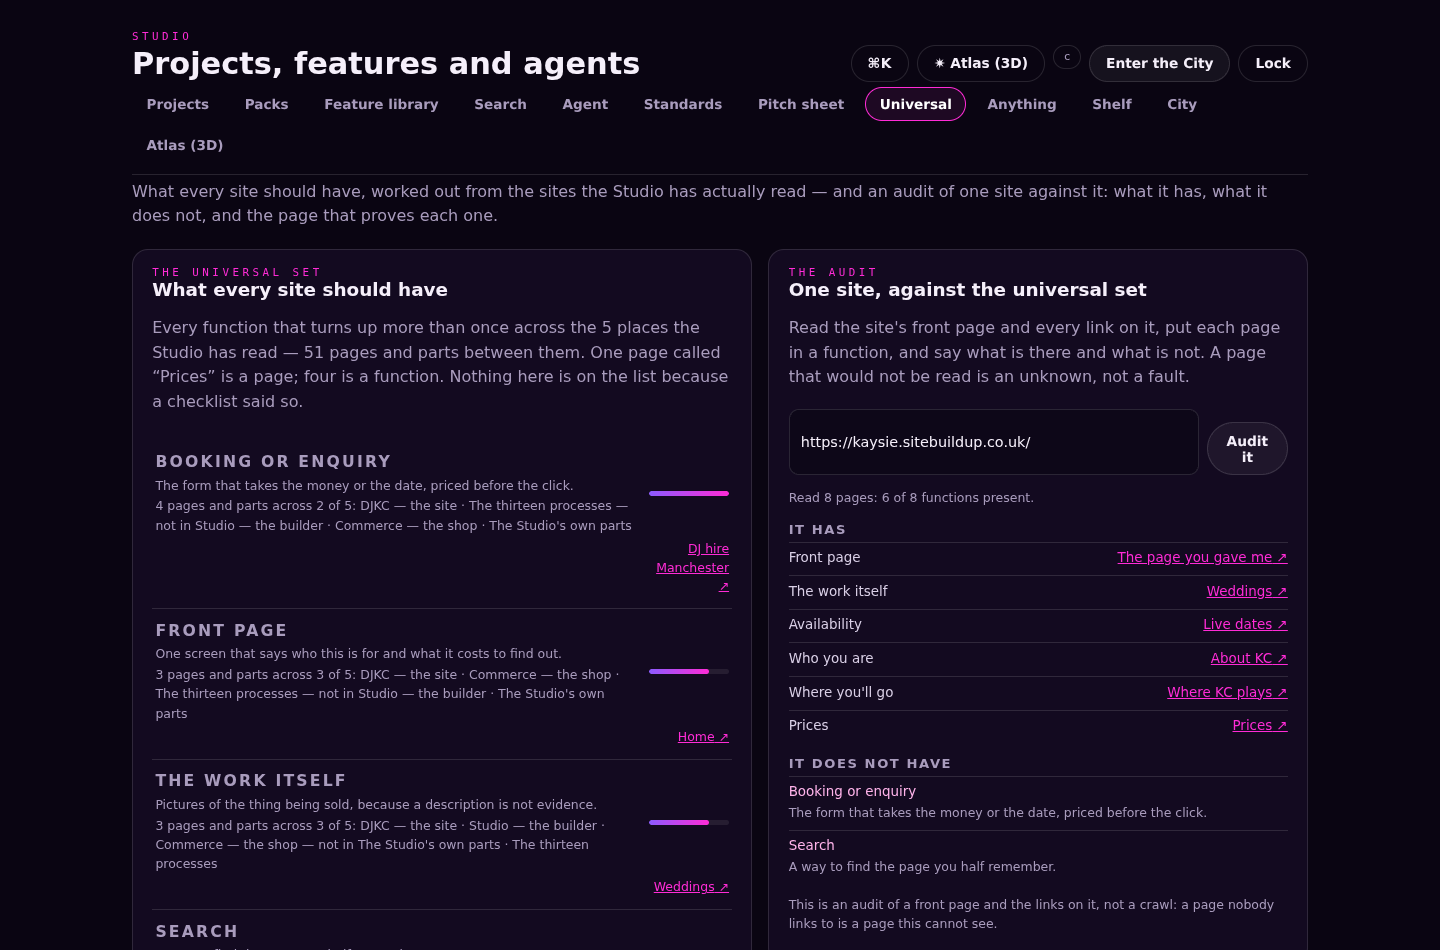 STUDIO
Projects, features and agents
⌘K
✷ Atlas (3D)
c
Enter the City
Lock
Projects
Packs
Feature library
Search
Agent
Standards
Pitch sheet
Universal
Anything
Shelf
City
Atlas (3D)
What every site should have, worked out from the sites the Studio has actually read — and an audit of one site against it: what it has, what it
does not, and the page that proves each one.
THE UNIVERSAL SET
What every site should have
Every function that turns up more than once across the 5 places the
Studio has read — 51 pages and parts between them. One page called
“Prices” is a page; four is a function. Nothing here is on the list because
a checklist said so.
BOOKING OR ENQUIRY
The form that takes the money or the date, priced before the click.
4 pages and parts across 2 of 5: DJKC — the site · The thirteen processes —
not in Studio — the builder · Commerce — the shop · The Studio's own parts
DJ hire
Manchester
↗
FRONT PAGE
One screen that says who this is for and what it costs to find out.
3 pages and parts across 3 of 5: DJKC — the site · Commerce — the shop ·
The thirteen processes — not in Studio — the builder · The Studio's own
parts
Home ↗
THE WORK ITSELF
Pictures of the thing being sold, because a description is not evidence.
3 pages and parts across 3 of 5: DJKC — the site · Studio — the builder ·
Commerce — the shop — not in The Studio's own parts · The thirteen
processes
Weddings ↗
SEARCH
THE AUDIT
One site, against the universal set
Read the site's front page and every link on it, put each page
in a function, and say what is there and what is not. A page
that would not be read is an unknown, not a fault.
https://kaysie.sitebuildup.co.uk/
Audit
it
Read 8 pages: 6 of 8 functions present.
IT HAS
Front page
The page you gave me ↗
The work itself
Weddings ↗
Availability
Live dates ↗
Who you are
About KC ↗
Where you'll go
Where KC plays ↗
Prices
Prices ↗
IT DOES NOT HAVE
Booking or enquiry
The form that takes the money or the date, priced before the click.
Search
A way to find the page you half remember.
This is an audit of a front page and the links on it, not a crawl: a page nobody
links to is a page this cannot see.